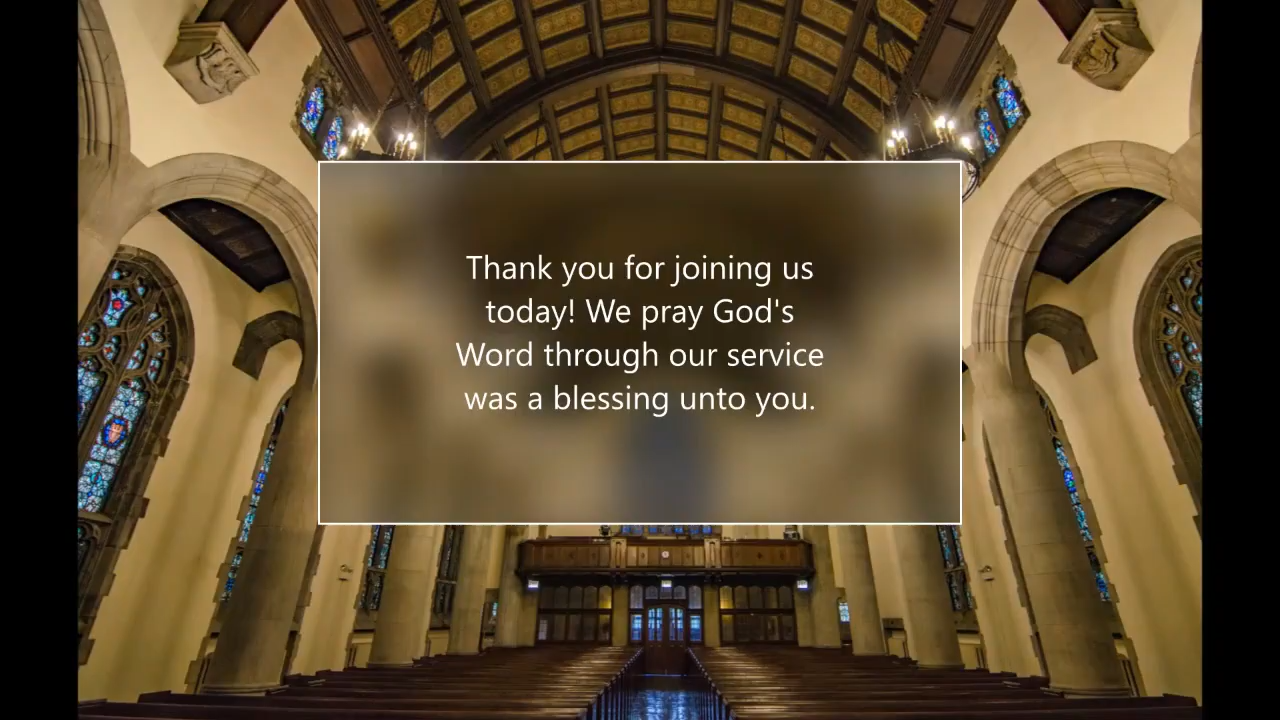 Thank you for joining us
today! We pray God's
Word through our service
was a blessing unto you.